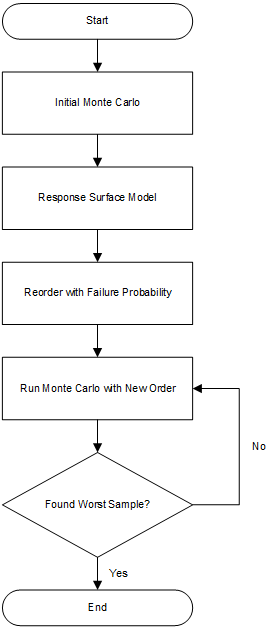 Start
Initial Monte Carlo
Response Surface Model
Reorder with Failure Probability
Run Monte Carlo with New Order
No
Found Worst Sample?
Yes
End